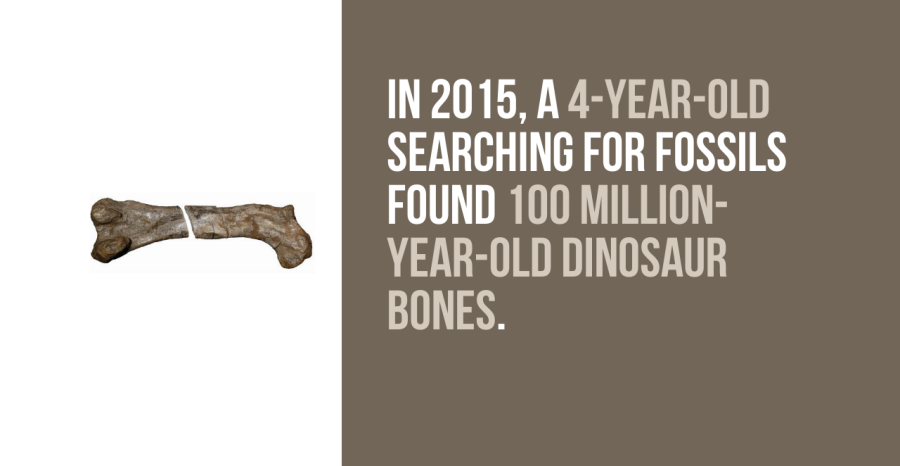 IN 2015, A 4-YEAR-OLD
SEARCHING FOR FOSSILS
FOUND 100 MILLION-
YEAR-OLD DINOSAUR
BONES.